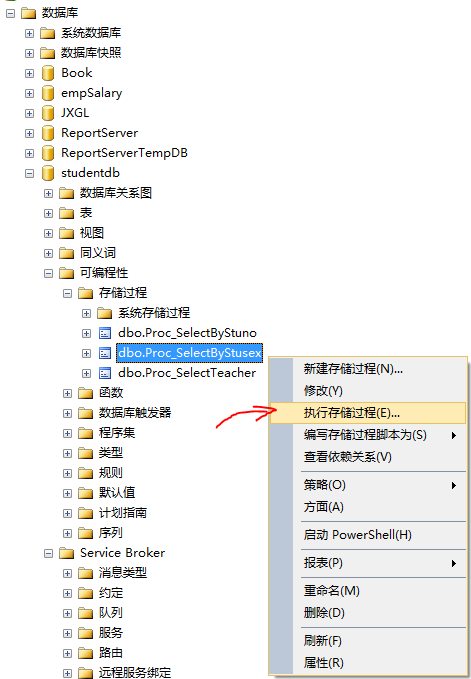 数据库
系统数据库
数据库快照
Book
empSalary
JXGL
ReportServer
ReportServerTempDB
studentdb
数据库关系图
表
视图
同义词
可编程性
存储过程
系统存储过程
dbo.Proc_SelectByStuno
dbo.Proc_SelectByStusex
dbo.Proc_SelectTeacher
函数
数据库触发器
程序集
类型
规则
默认值
计划指南
序列
Service Broker
消息类型
约定
队列
服务
路由
远程服务绑定
新建存储过程(N)...
修改(Y)
执行存储过程(E)...
编写存储过程脚本为(S)
查看依赖关系(V)
策略(O)
方面(A)
启动 PowerShell(H)
报表(P)
重命名(M)
删除(D)
刷新(F)
属性(R)